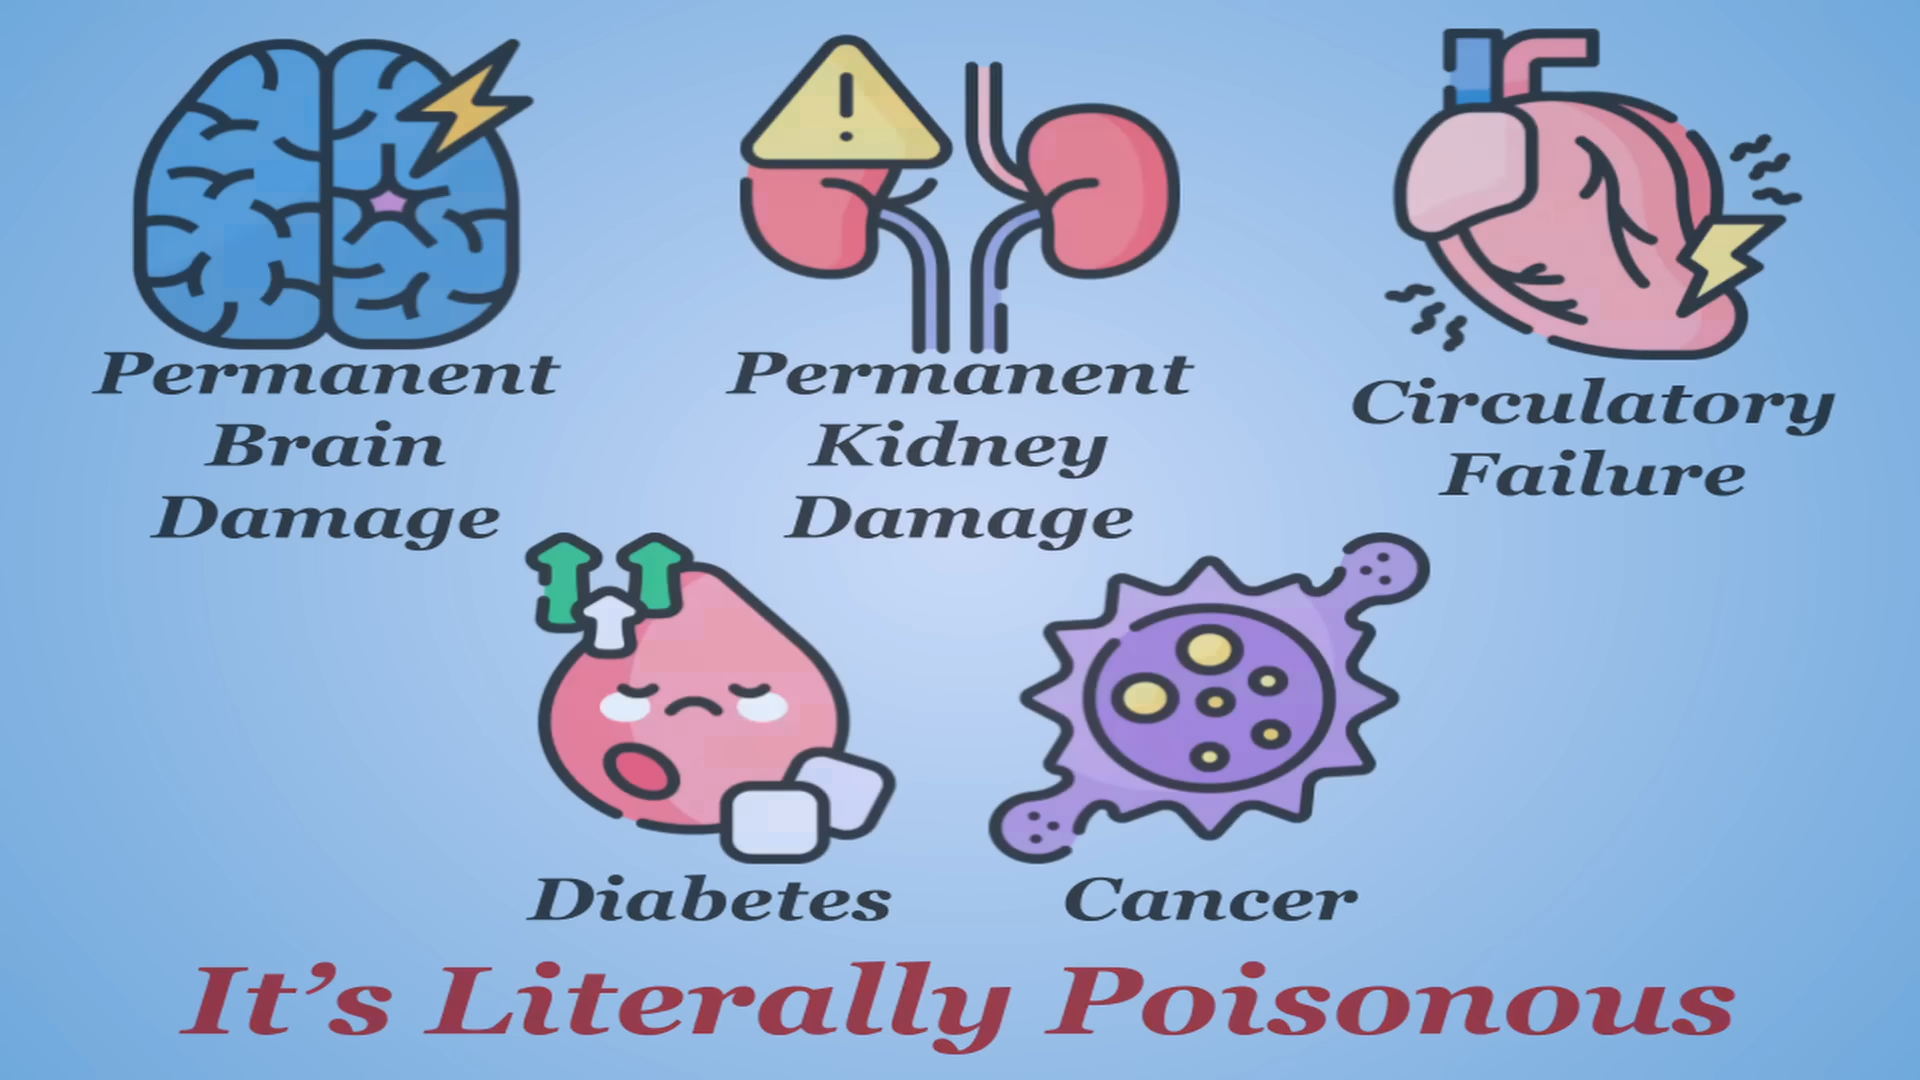 Permanent
Brain
Damage
Permanent
Kidney
Damage
Circulatory
Failure
Diabetes
Cancer
It's Literally Poisonous